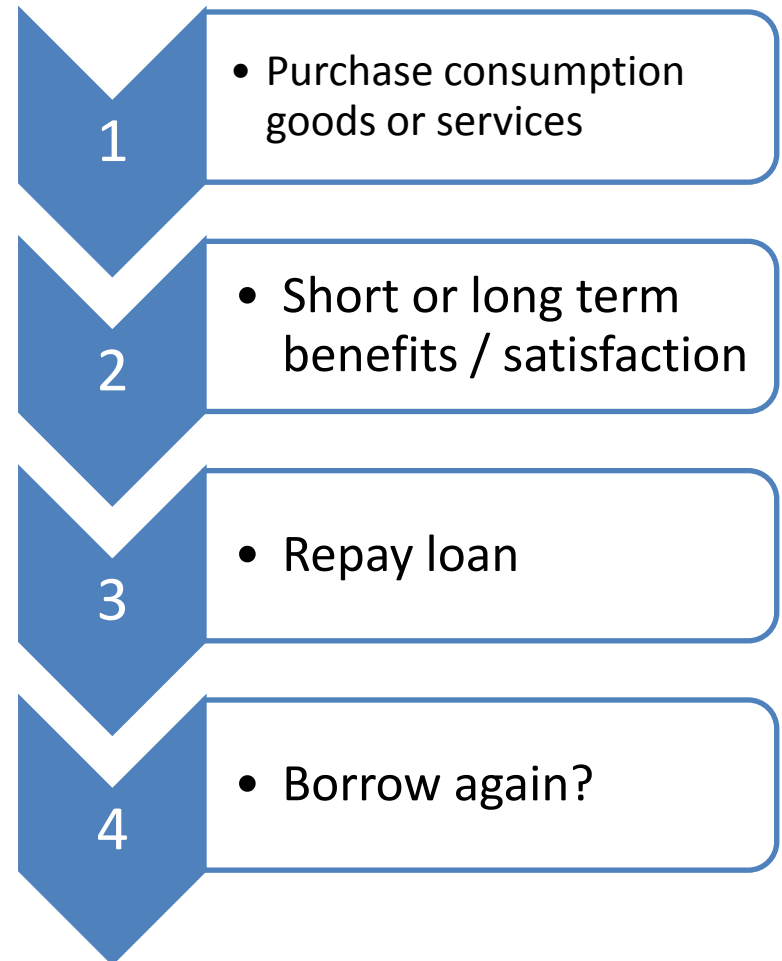 1
• Purchase consumption
goods or services
2
• Short or long term
benefits / satisfaction
3
• Repay loan
4
• Borrow again?